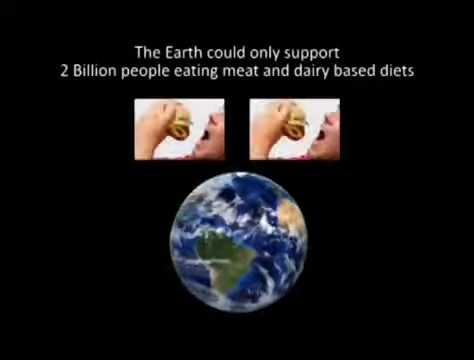 The Earth could only support
2 Billion people eating meat and dairy based diets